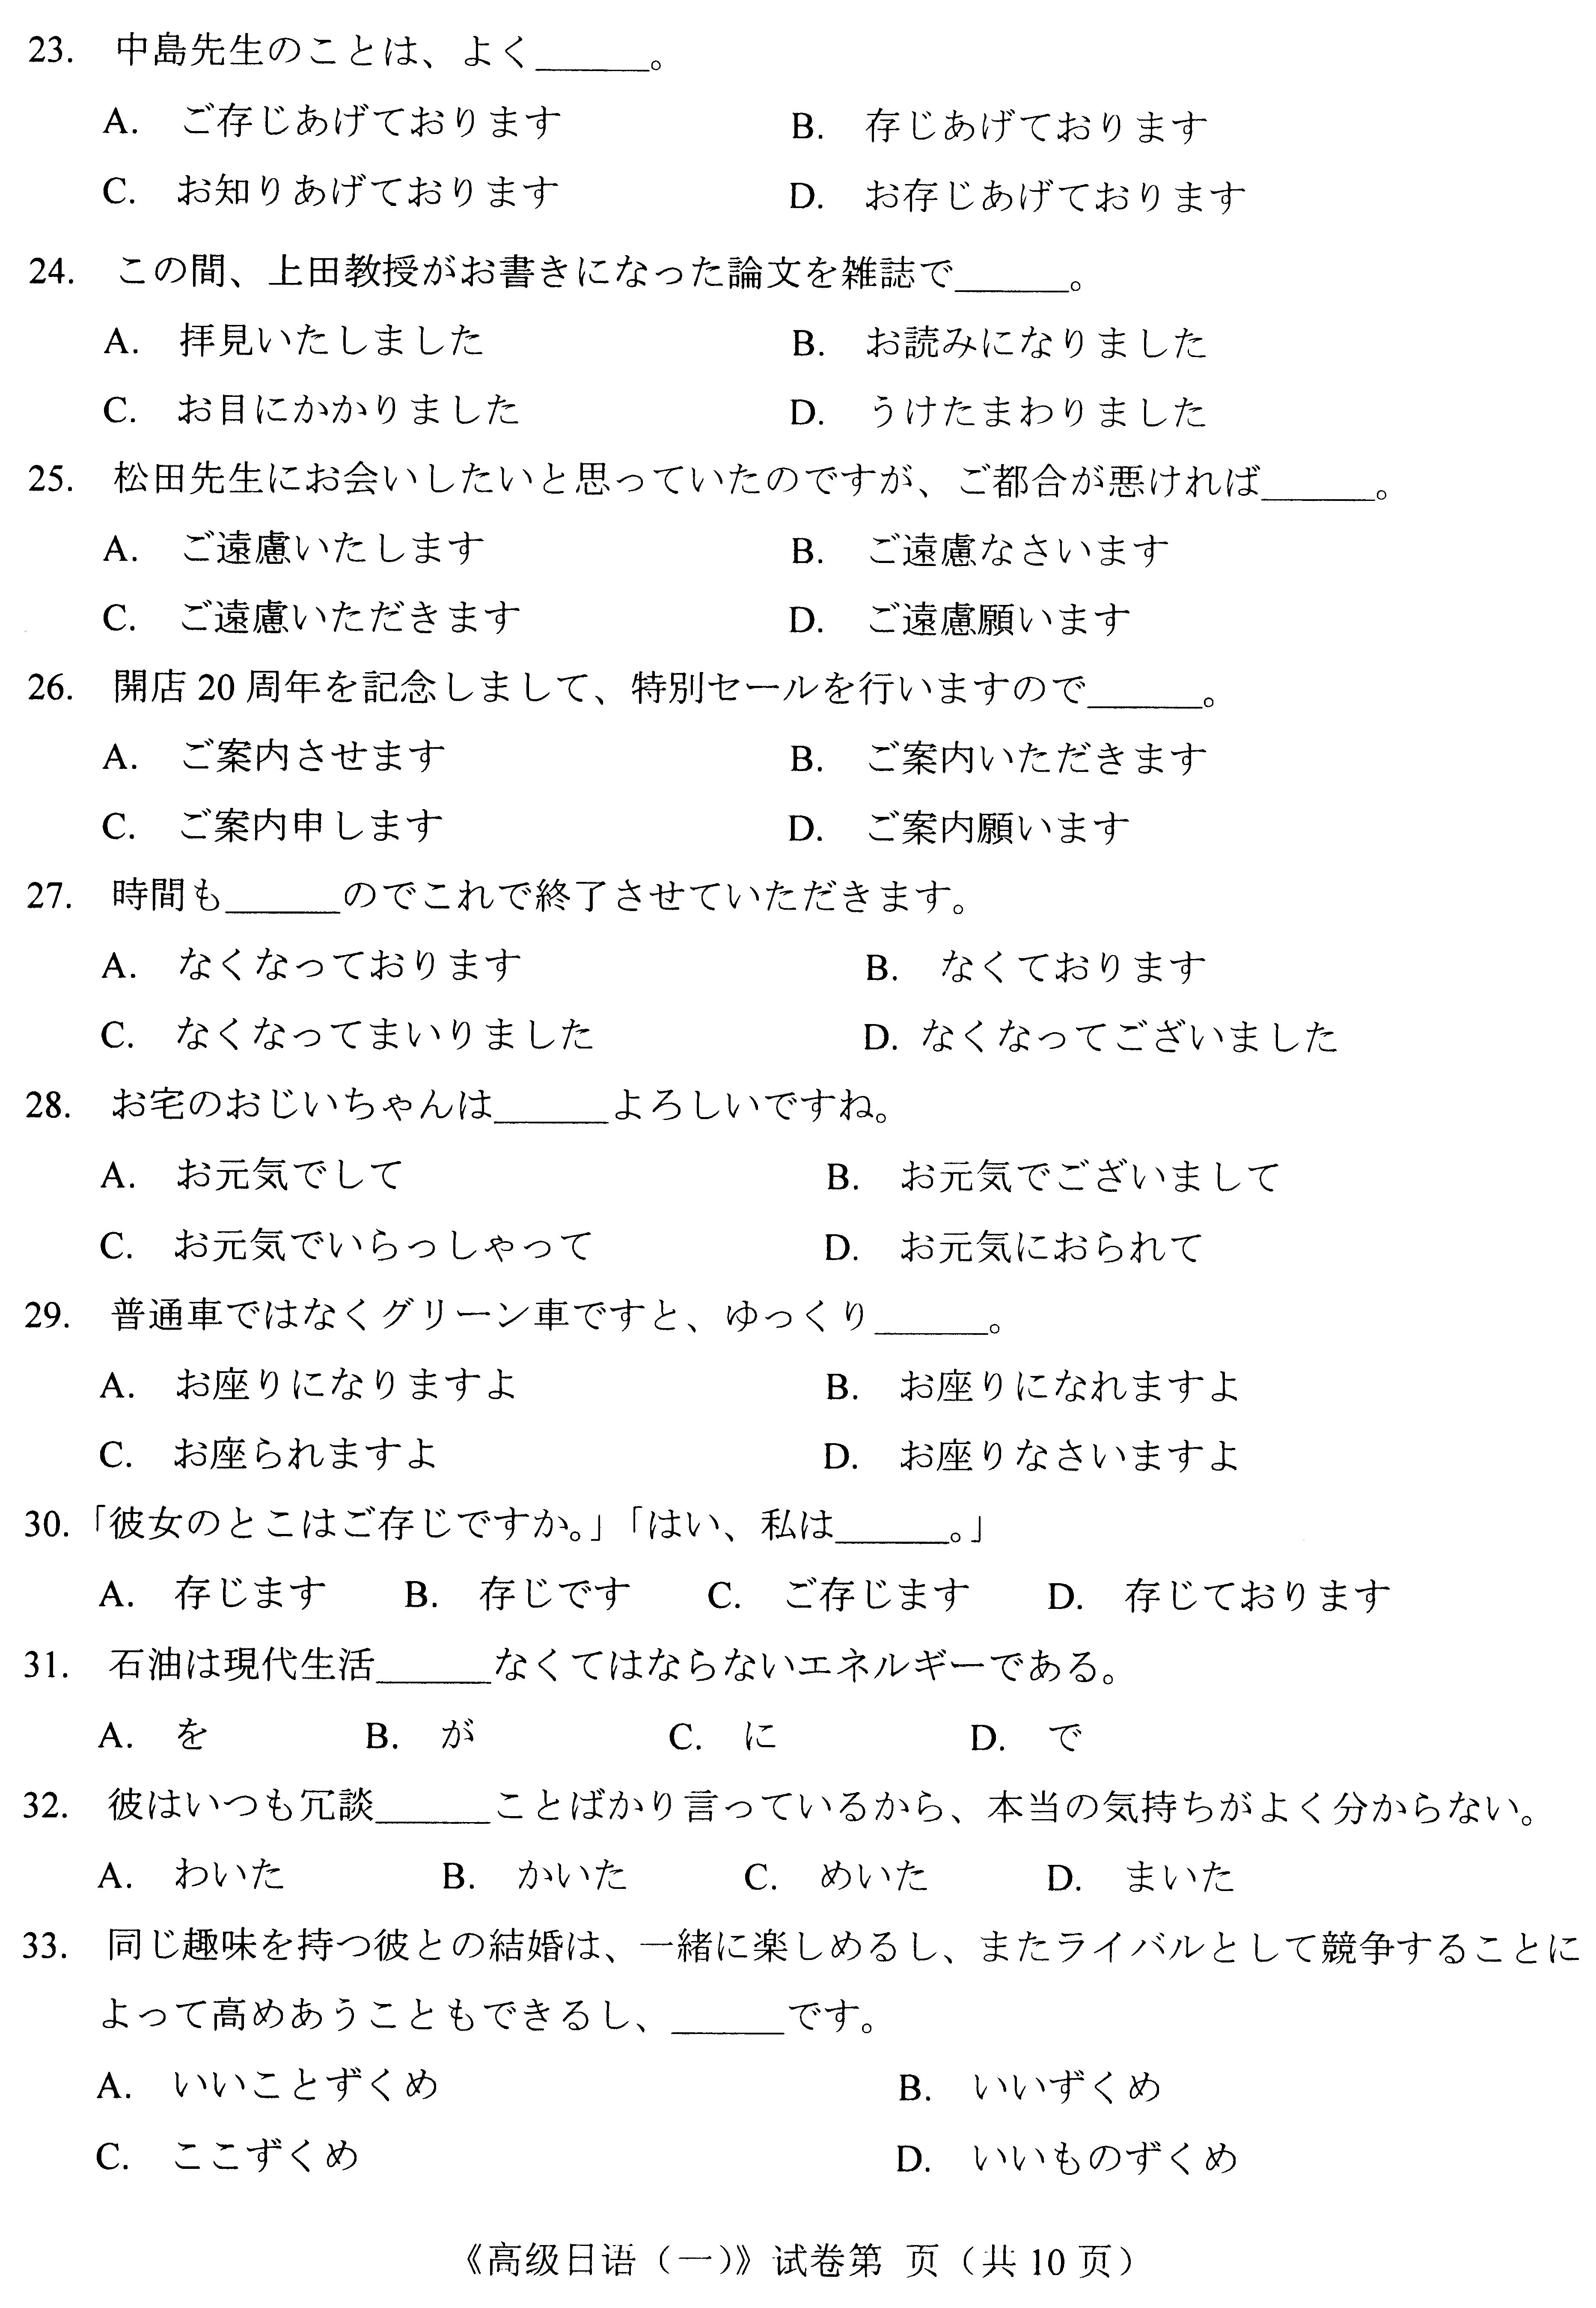 23. 中島先生のことは、よく______。
A. ご存じあげております B. 存じあげております
C. お知りあげております D. お存じあげております
24. この間、上田教授がお書きになった論文を雑誌で______。
A. 拝見いたしました B. お読みになりました
C. お目にかかりました D. うけたまわりました
25. 松田先生にお会いしたいと思っていたのですが、ご都合が悪ければ______。
A. ご遠慮いたします B. ご遠慮なさいます
C. ご遠慮いただきます D. ご遠慮願います
26. 開店 20 周年を記念しまして、特別セールを行いますので______。
A. ご案内させます B. ご案内いただきます
C. ご案内申します D. ご案内願います
27. 時間も______のでこれで終了させていただきます。
A. なくなっております B. なくております
C. なくなってまいりました D. なくなってございました
28. お宅のおじいちゃんは______よろしいですね。
A. お元気でして B. お元気でございまして
C. お元気でいらっしゃって D. お元気におられて
29. 普通車ではなくグリーン車ですと、ゆっくり______。
A. お座りになりますよ B. お座りになれますよ
C. お座られますよ D. お座りなさいますよ
30.「彼女のとこはご存じですか。」「はい、私は______。」
A. 存じます B. 存じです C. ご存じます D. 存じております
31. 石油は現代生活______なくてはならないエネルギーである。
A. を B. が C. に D. で
32. 彼はいつも冗談______ことばかり言っているから、本当の気持ちがよく分からない。
A. わいた B. かいた C. めいた D. まいた
33. 同じ趣味を持つ彼との結婚は、一緒に楽しめるし、またライバルとして競争することに
よって高めあうこともできるし、______です。
A. いいことずくめ B. いいずくめ
C. ここずくめ D. いいものずくめ
《高级日语（一）》试卷第 页（共 10 页）